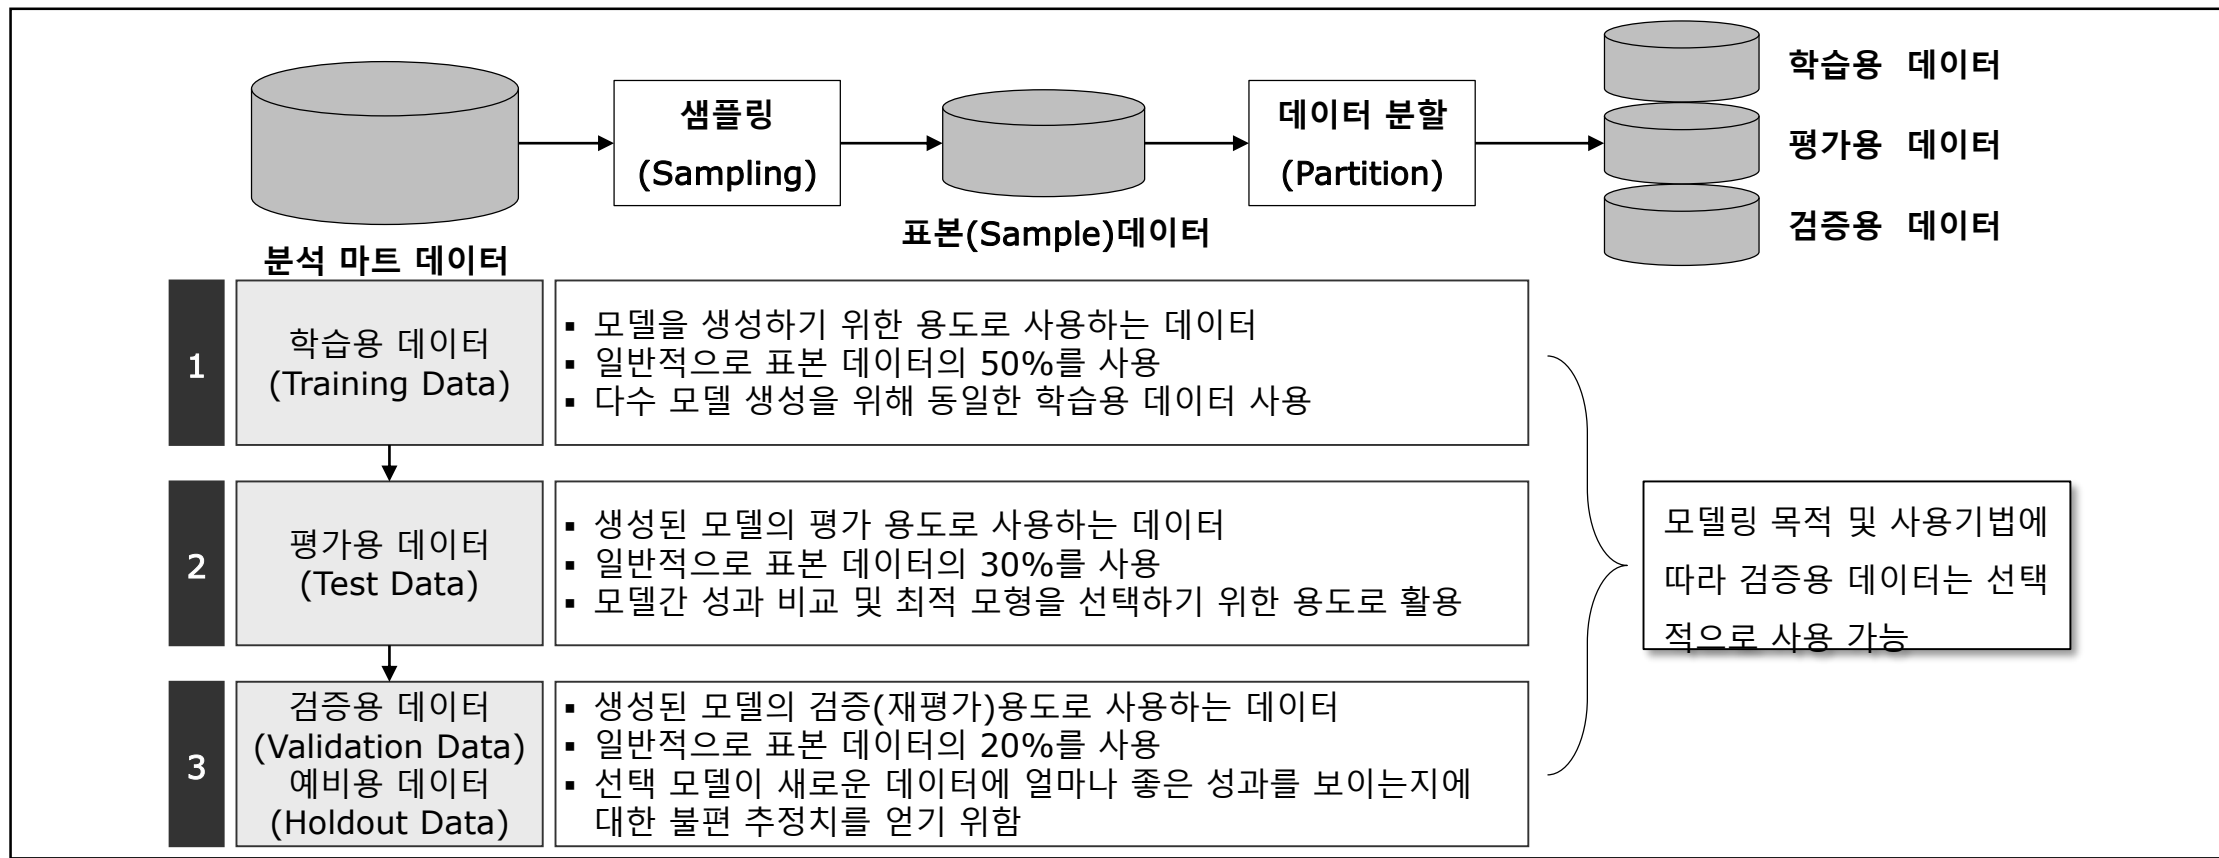 분석 마트 데이터
샘플링
(Sampling)
표본(Sample)데이터
데이터 분할
(Partition)
학습용 데이터
평가용 데이터
검증용 데이터
1
학습용 데이터
(Training Data)
▪ 모델을 생성하기 위한 용도로 사용하는 데이터
▪ 일반적으로 표본 데이터의 50%를 사용
▪ 다수 모델 생성을 위해 동일한 학습용 데이터 사용
2
평가용 데이터
(Test Data)
▪ 생성된 모델의 평가 용도로 사용하는 데이터
▪ 일반적으로 표본 데이터의 30%를 사용
▪ 모델간 성과 비교 및 최적 모형을 선택하기 위한 용도로 활용
3
검증용 데이터
(Validation Data)
예비용 데이터
(Holdout Data)
▪ 생성된 모델의 검증(재평가)용도로 사용하는 데이터
▪ 일반적으로 표본 데이터의 20%를 사용
▪ 선택 모델이 새로운 데이터에 얼마나 좋은 성과를 보이는지에
대한 불편 추정치를 얻기 위함
모델링 목적 및 사용기법에
따라 검증용 데이터는 선택
적으로 사용 가능